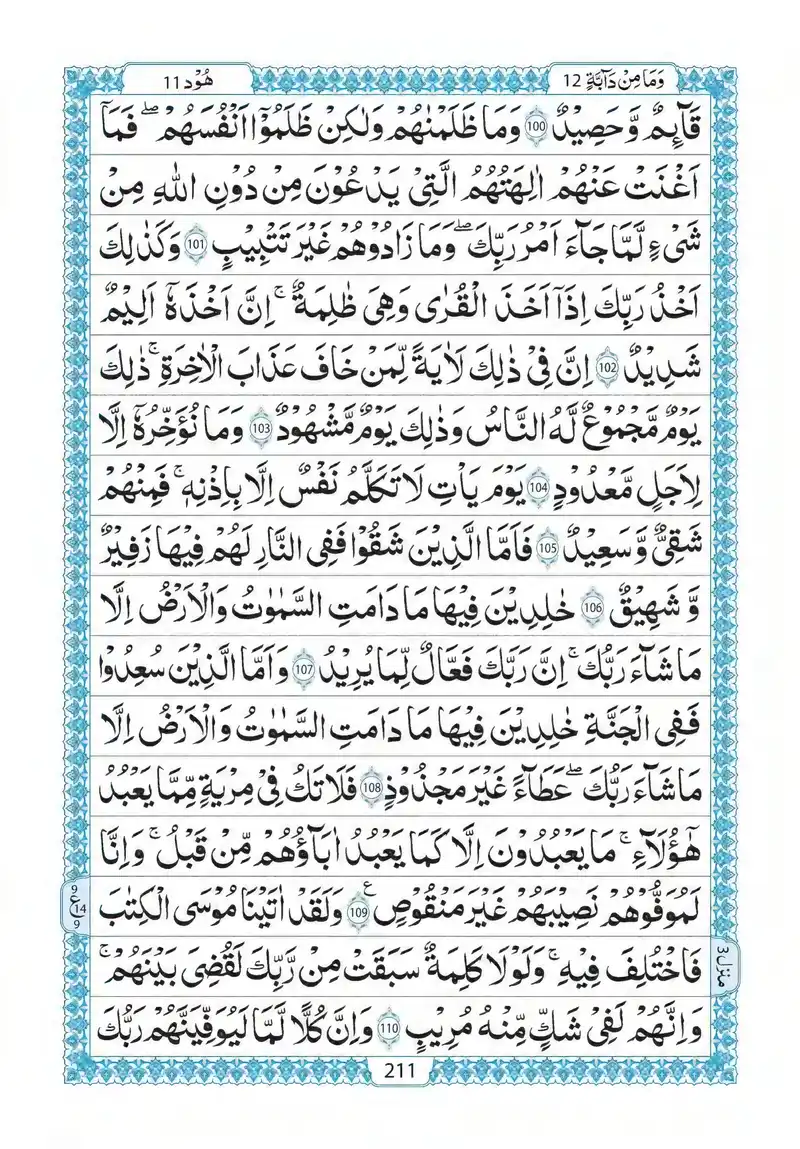 وَمَا مِنْ دَآبَّةٍ 12
هُوْد 11
قَآئِمٌ وَّحَصِيْدٌ 100 وَمَا ظَلَمْنٰهُمْ وَلٰكِنْ ظَلَمُوْۤا اَنْفُسَهُمْ ۖ فَمَاۤ
اَغْنَتْ عَنْهُمْ اٰلِهَتُهُمُ الَّتِيْ يَدْعُوْنَ مِنْ دُوْنِ اللّٰهِ مِنْ
شَيْءٍ لَّمَّا جَآءَ اَمْرُ رَبِّكَ ۖ وَمَا زَادُوْهُمْ غَيْرَ تَتْبِيْبٍ 101 وَكَذٰلِكَ
اَخْذُ رَبِّكَ اِذَاۤ اَخَذَ الْقُرٰى وَهِيَ ظٰلِمَةٌ ۚ اِنَّ اَخْذَهٗۤ اَلِيْمٌ
شَدِيْدٌ 102 اِنَّ فِيْ ذٰلِكَ لَاٰيَةً لِّمَنْ خَافَ عَذَابَ الْاٰخِرَةِ ۚ ذٰلِكَ
يَوْمٌ مَّجْمُوْعٌ لَّهُ النَّاسُ وَذٰلِكَ يَوْمٌ مَّشْهُوْدٌ 103 وَمَا نُؤَخِّرُهٗۤ اِلَّا
لِاَجَلٍ مَّعْدُوْدٍ 104 يَوْمَ يَاْتِ لَا تَكَلَّمُ نَفْسٌ اِلَّا بِاِذْنِهٖ ۚ فَمِنْهُمْ
شَقِيٌّ وَّسَعِيْدٌ 105 فَاَمَّا الَّذِيْنَ شَقُوْا فَفِي النَّارِ لَهُمْ فِيْهَا زَفِيْرٌ
وَّ شَهِيْقٌ 106 خٰلِدِيْنَ فِيْهَا مَا دَامَتِ السَّمٰوٰتُ وَالْاَرْضُ اِلَّا
مَا شَآءَ رَبُّكَ ۚ اِنَّ رَبَّكَ فَعَّالٌ لِّمَا يُرِيْدُ 107 وَاَمَّا الَّذِيْنَ سُعِدُوْا
فَفِي الْجَنَّةِ خٰلِدِيْنَ فِيْهَا مَا دَامَتِ السَّمٰوٰتُ وَالْاَرْضُ اِلَّا
مَا شَآءَ رَبُّكَ ۖ عَطَآءً غَيْرَ مَجْذُوْذٍ 108 فَلَا تَكُ فِيْ مِرْيَةٍ مِّمَّا يَعْبُدُ
هٰۤؤُلَآءِ ۚ مَا يَعْبُدُوْنَ اِلَّا كَمَا يَعْبُدُ اٰبَآؤُهُمْ مِّنْ قَبْلُ ۚ وَاِنَّا
لَمُوَفُّوْهُمْ نَصِيْبَهُمْ غَيْرَ مَنْقُوْصٍ 109 ع وَلَقَدْ اٰتَيْنَا مُوْسَى الْكِتٰبَ
9
ع 14
9
فَاخْتُلِفَ فِيْهِ ۚ وَلَوْلَا كَلِمَةٌ سَبَقَتْ مِنْ رَّبِّكَ لَقُضِيَ بَيْنَهُمْ ۚ
منزل 3
وَاِنَّهُمْ لَفِيْ شَكٍّ مِّنْهُ مُرِيْبٍ 110 وَاِنَّ كُلًّا لَّمَّا لَيُوَفِّيَنَّهُمْ رَبُّكَ
211